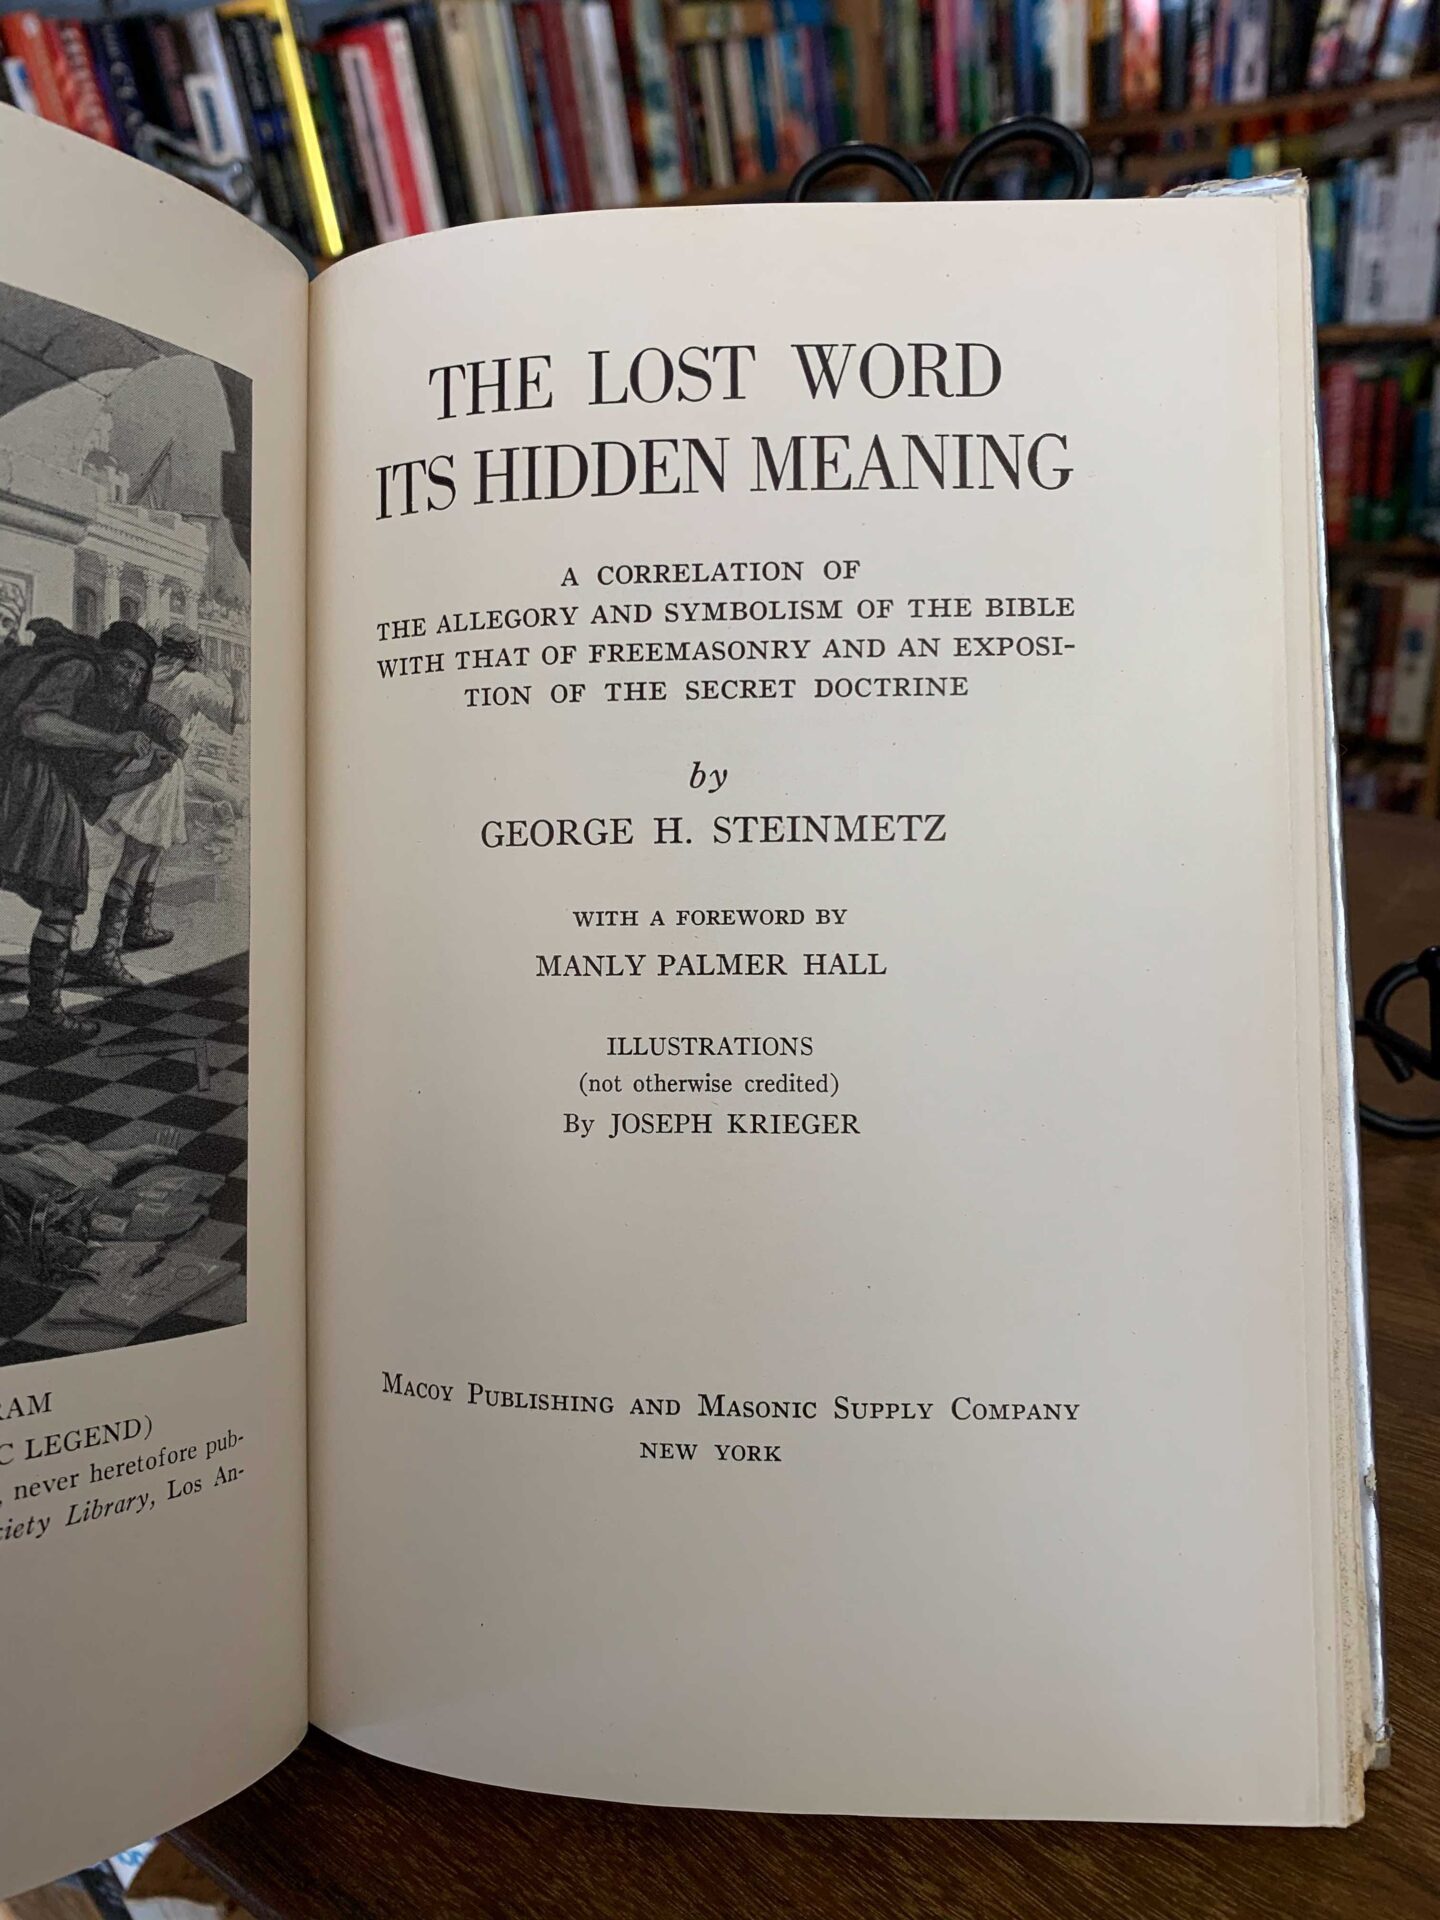 THE LOST WORD
ITS HIDDEN MEANING
A CORRELATION OF
THE ALLEGORY AND SYMBOLISM OF THE BIBLE
WITH THAT OF FREEMASONRY AND AN EXPOSI-
TION OF THE SECRET DOCTRINE
by
GEORGE H. STEINMETZ
WITH A FOREWORD BY
MANLY PALMER HALL
ILLUSTRATIONS
(not otherwise credited)
By JOSEPH KRIEGER
MACOY PUBLISHING AND MASONIC SUPPLY COMPANY
NEW YORK
LEGEND)
never heretofore pub-
Library, Los An-